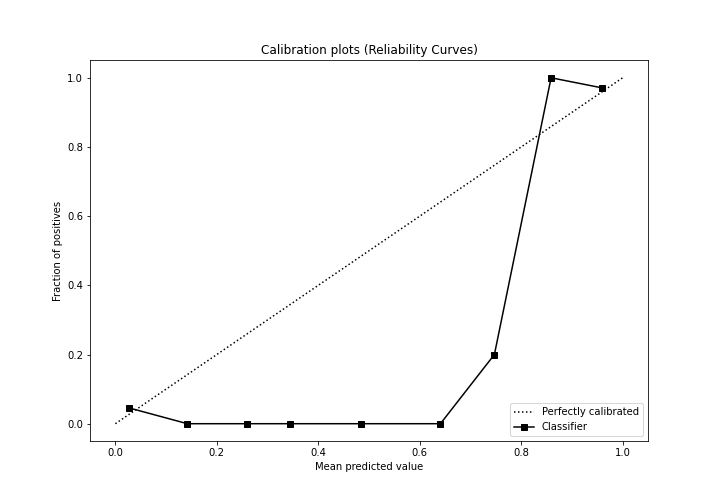 Calibration plots (Reliability Curves)
1.0
0.8
0.6
0.4
0.2
0.0
Fraction of positives
0.0 0.2 0.4 0.6 0.8 1.0
Mean predicted value
Perfectly calibrated
Classifier